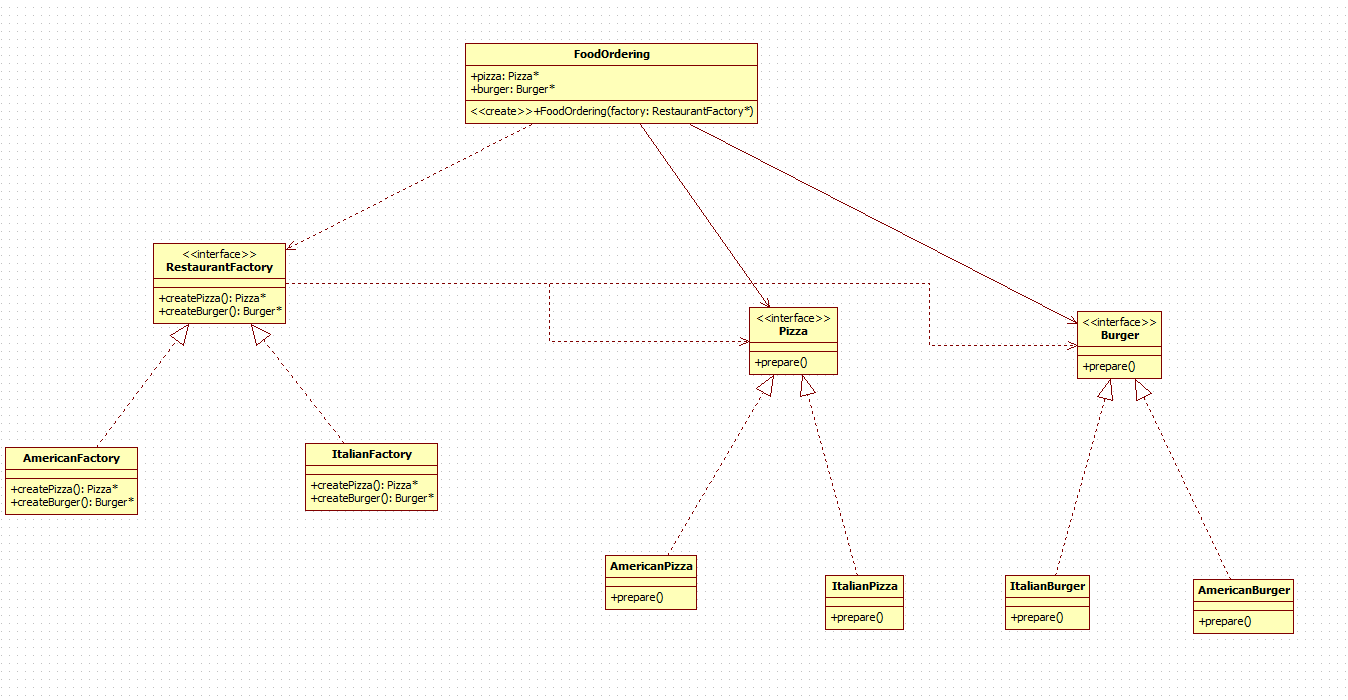 FoodOrdering
+pizza: Pizza*
+burger: Burger*
<<create>>+FoodOrdering(factory: RestaurantFactory*)
<<interface>>
RestaurantFactory
+createPizza(): Pizza*
+createBurger(): Burger*
<<interface>>
Pizza
+prepare()
<<interface>>
Burger
+prepare()
AmericanFactory
+createPizza(): Pizza*
+createBurger(): Burger*
ItalianFactory
+createPizza(): Pizza*
+createBurger(): Burger*
AmericanPizza
+prepare()
ItalianPizza
+prepare()
ItalianBurger
+prepare()
AmericanBurger
+prepare()